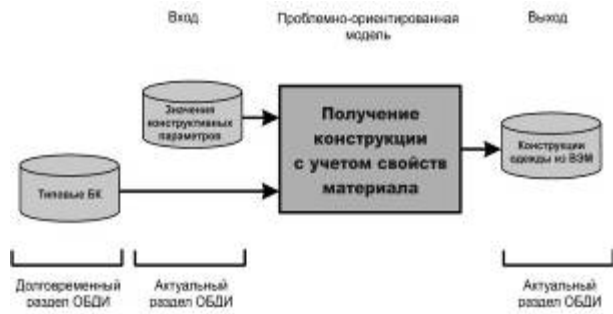 Вход
Проблемно-ориентированная
модель
Выход
Значения
конструктивных
параметров
Получение
конструкции
с учетом свойств
материала
Конструкции
одежды из ВЭМ
Типовые БК
Долговременный
раздел ОБДИ
Актуальный
раздел ОБДИ
Актуальный
раздел ОБДИ